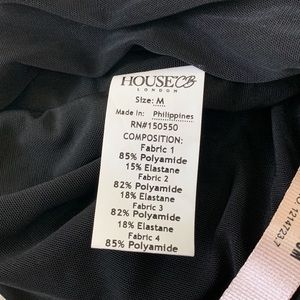 HOUSE CB
LONDON
Size: M
Made in: Philippines
RN#150550
COMPOSITION:
Fabric 1
85% Polyamide
15% Elastane
Fabric 2
82% Polyamide
18% Elastane
Fabric 3
82% Polyamide
18% Elastane
Fabric 4
85% Polyamide